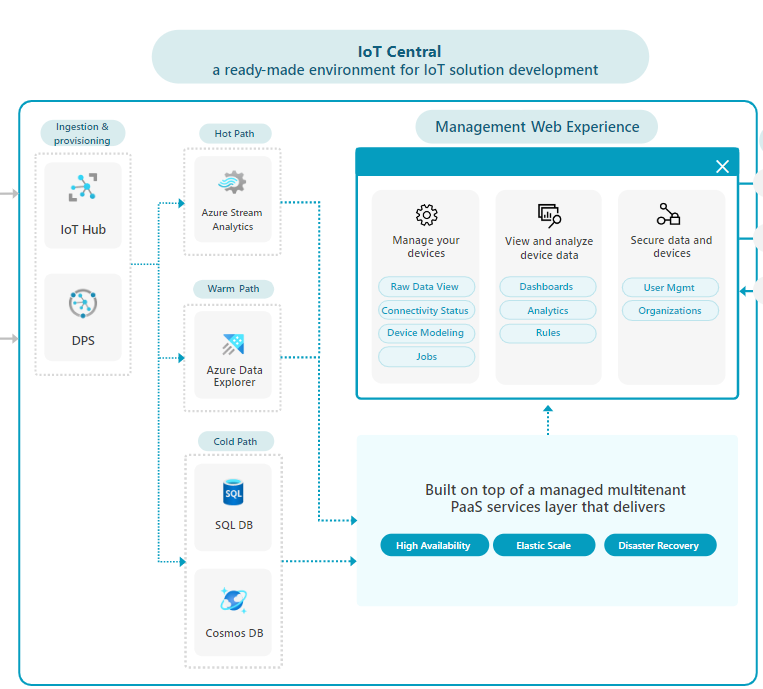 IoT Central
a ready-made environment for IoT solution development
Ingestion &
provisioning
IoT Hub
DPS
Hot Path
Azure Stream
Analytics
Warm Path
Azure Data
Explorer
Cold Path
SQL
SQL DB
Cosmos DB
Management Web Experience
Manage your
devices
Raw Data View
Connectivity Status
Device Modeling
Jobs
View and analyze
device data
Dashboards
Analytics
Rules
Secure data and
devices
User Mgmt
Organizations
Built on top of a managed multitenant
PaaS services layer that delivers
High Availability
Elastic Scale
Disaster Recovery